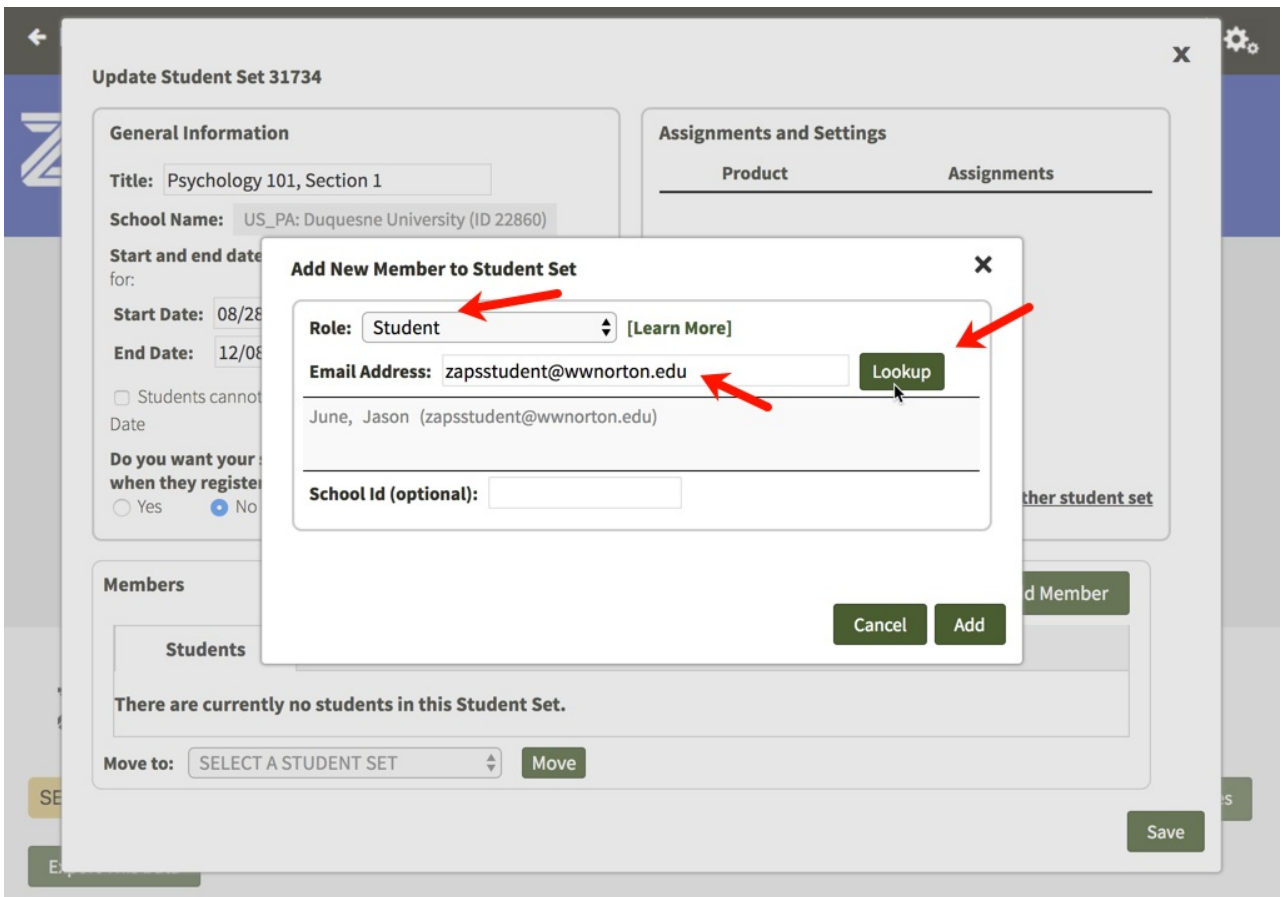 X
Update Student Set 31734
General Information
Assignments and Settings
Product Assignments
Title: Psychology 101, Section 1
School Name: US_PA: Duquesne University (ID 22860)
Start and end date
for:
Start Date: 08/28
End Date: 12/08
Students cannot
Date
Do you want your
when they register
Yes No
ther student set
Add New Member to Student Set
X
Role: Student [Learn More]
Email Address: zapsstudent@wwnorton.edu Lookup
June, Jason (zapsstudent@wwnorton.edu)
School Id (optional):
Cancel Add
Members
d Member
Students
There are currently no students in this Student Set.
Move to: SELECT A STUDENT SET Move
SE
es
Save